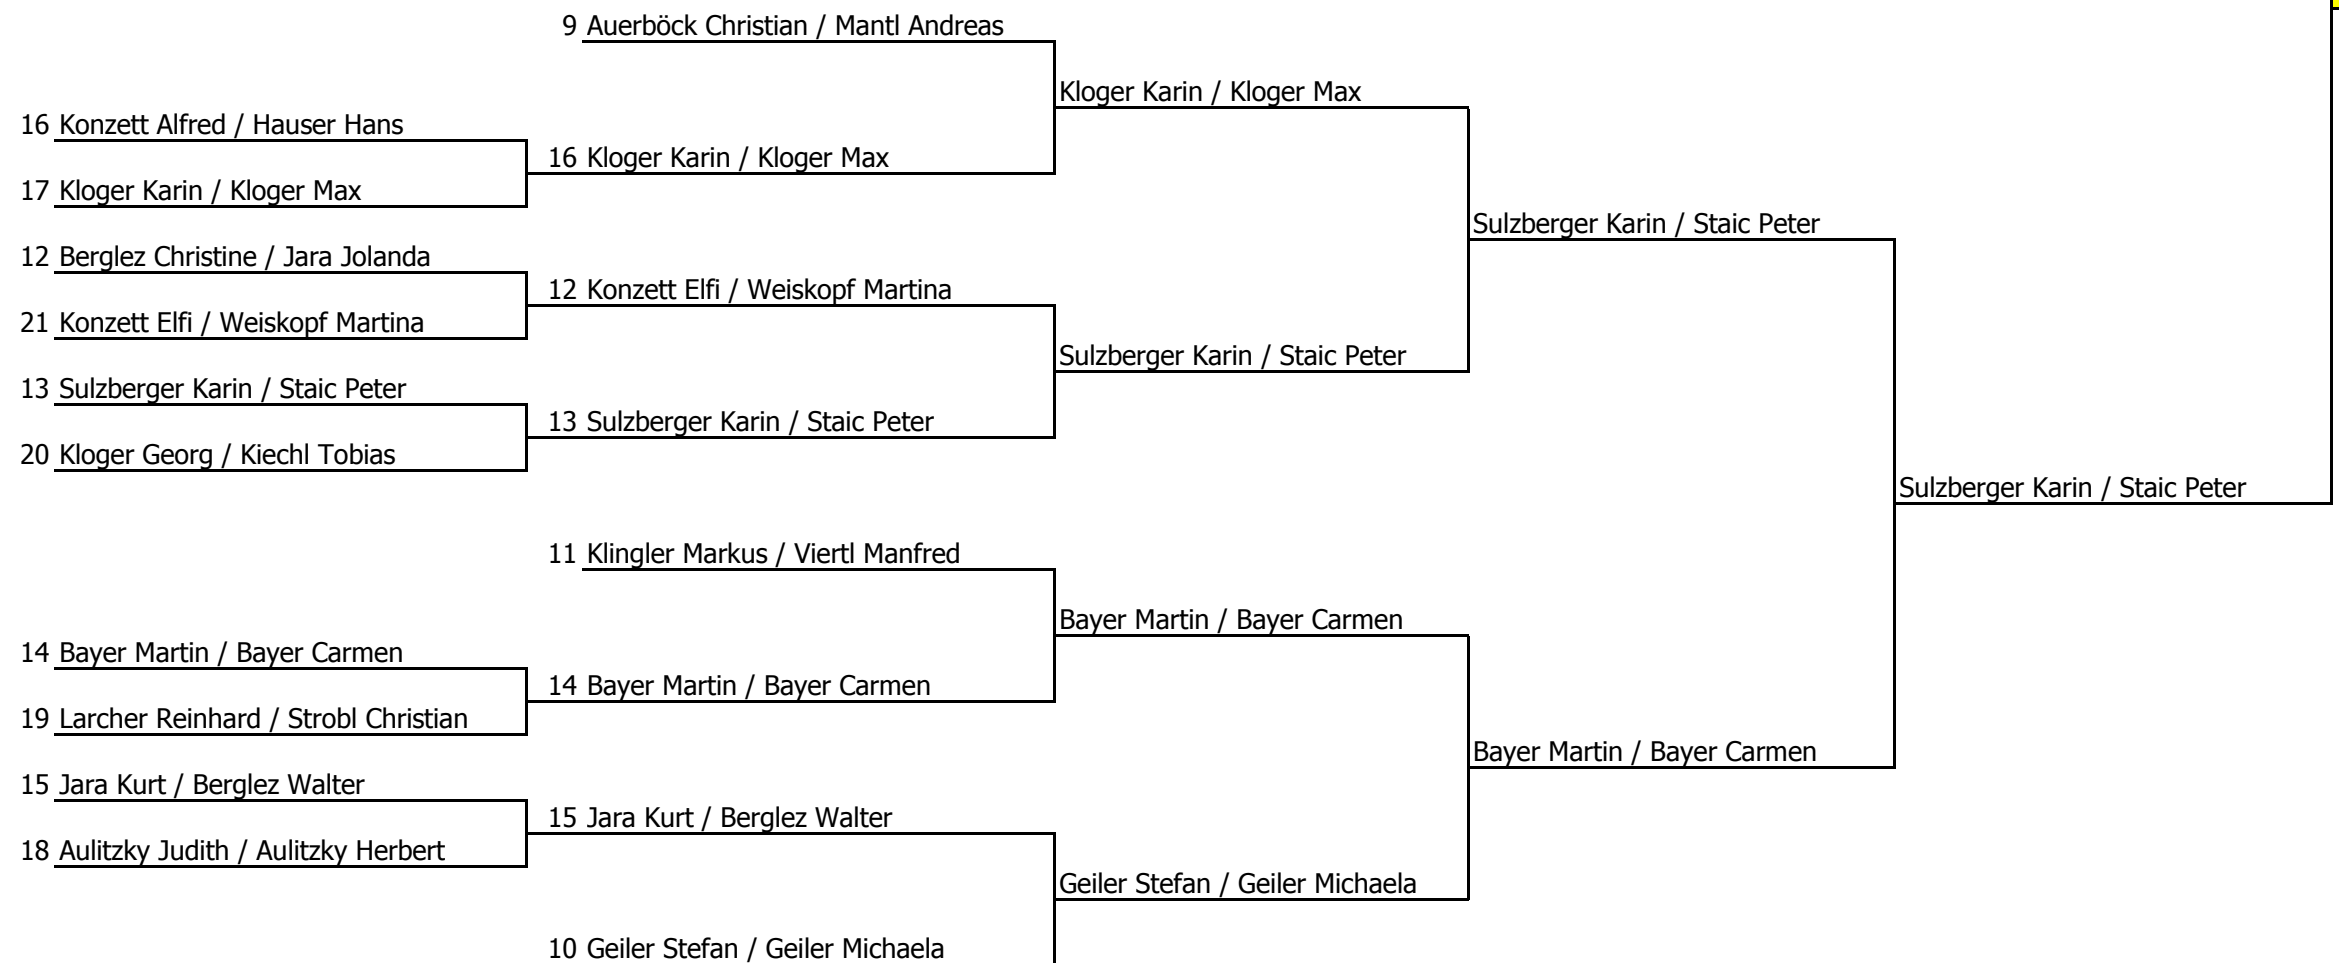 9 Auerböck Christian / Mantl Andreas
Kloger Karin / Kloger Max
16 Konzett Alfred / Hauser Hans
16 Kloger Karin / Kloger Max
17 Kloger Karin / Kloger Max
Sulzberger Karin / Staic Peter
12 Berglez Christine / Jara Jolanda
12 Konzett Elfi / Weiskopf Martina
21 Konzett Elfi / Weiskopf Martina
Sulzberger Karin / Staic Peter
13 Sulzberger Karin / Staic Peter
13 Sulzberger Karin / Staic Peter
20 Kloger Georg / Kiechl Tobias
Sulzberger Karin / Staic Peter
11 Klingler Markus / Viertl Manfred
Bayer Martin / Bayer Carmen
14 Bayer Martin / Bayer Carmen
14 Bayer Martin / Bayer Carmen
19 Larcher Reinhard / Strobl Christian
Bayer Martin / Bayer Carmen
15 Jara Kurt / Berglez Walter
15 Jara Kurt / Berglez Walter
18 Aulitzky Judith / Aulitzky Herbert
Geiler Stefan / Geiler Michaela
10 Geiler Stefan / Geiler Michaela